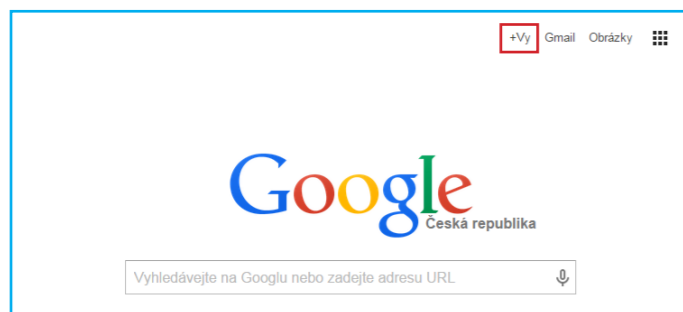 +Vy Gmail Obrázky
Google
Česká republika
Vyhledávejte na Googlu nebo zadejte adresu URL